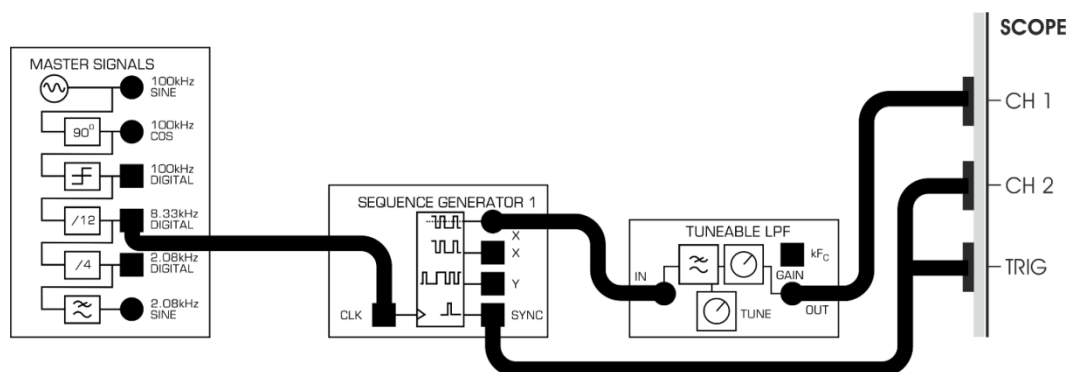 MASTER SIGNALS
100kHz
SINE
90°
100kHz
COS
100kHz
DIGITAL
/12
8.33kHz
DIGITAL
/4
2.08kHz
DIGITAL
2.08kHz
SINE
SEQUENCE GENERATOR 1
X
X
Y
CLK
SYNC
TUNEABLE LPF
kFC
IN
GAIN
TUNE
OUT
SCOPE
CH 1
CH 2
TRIG